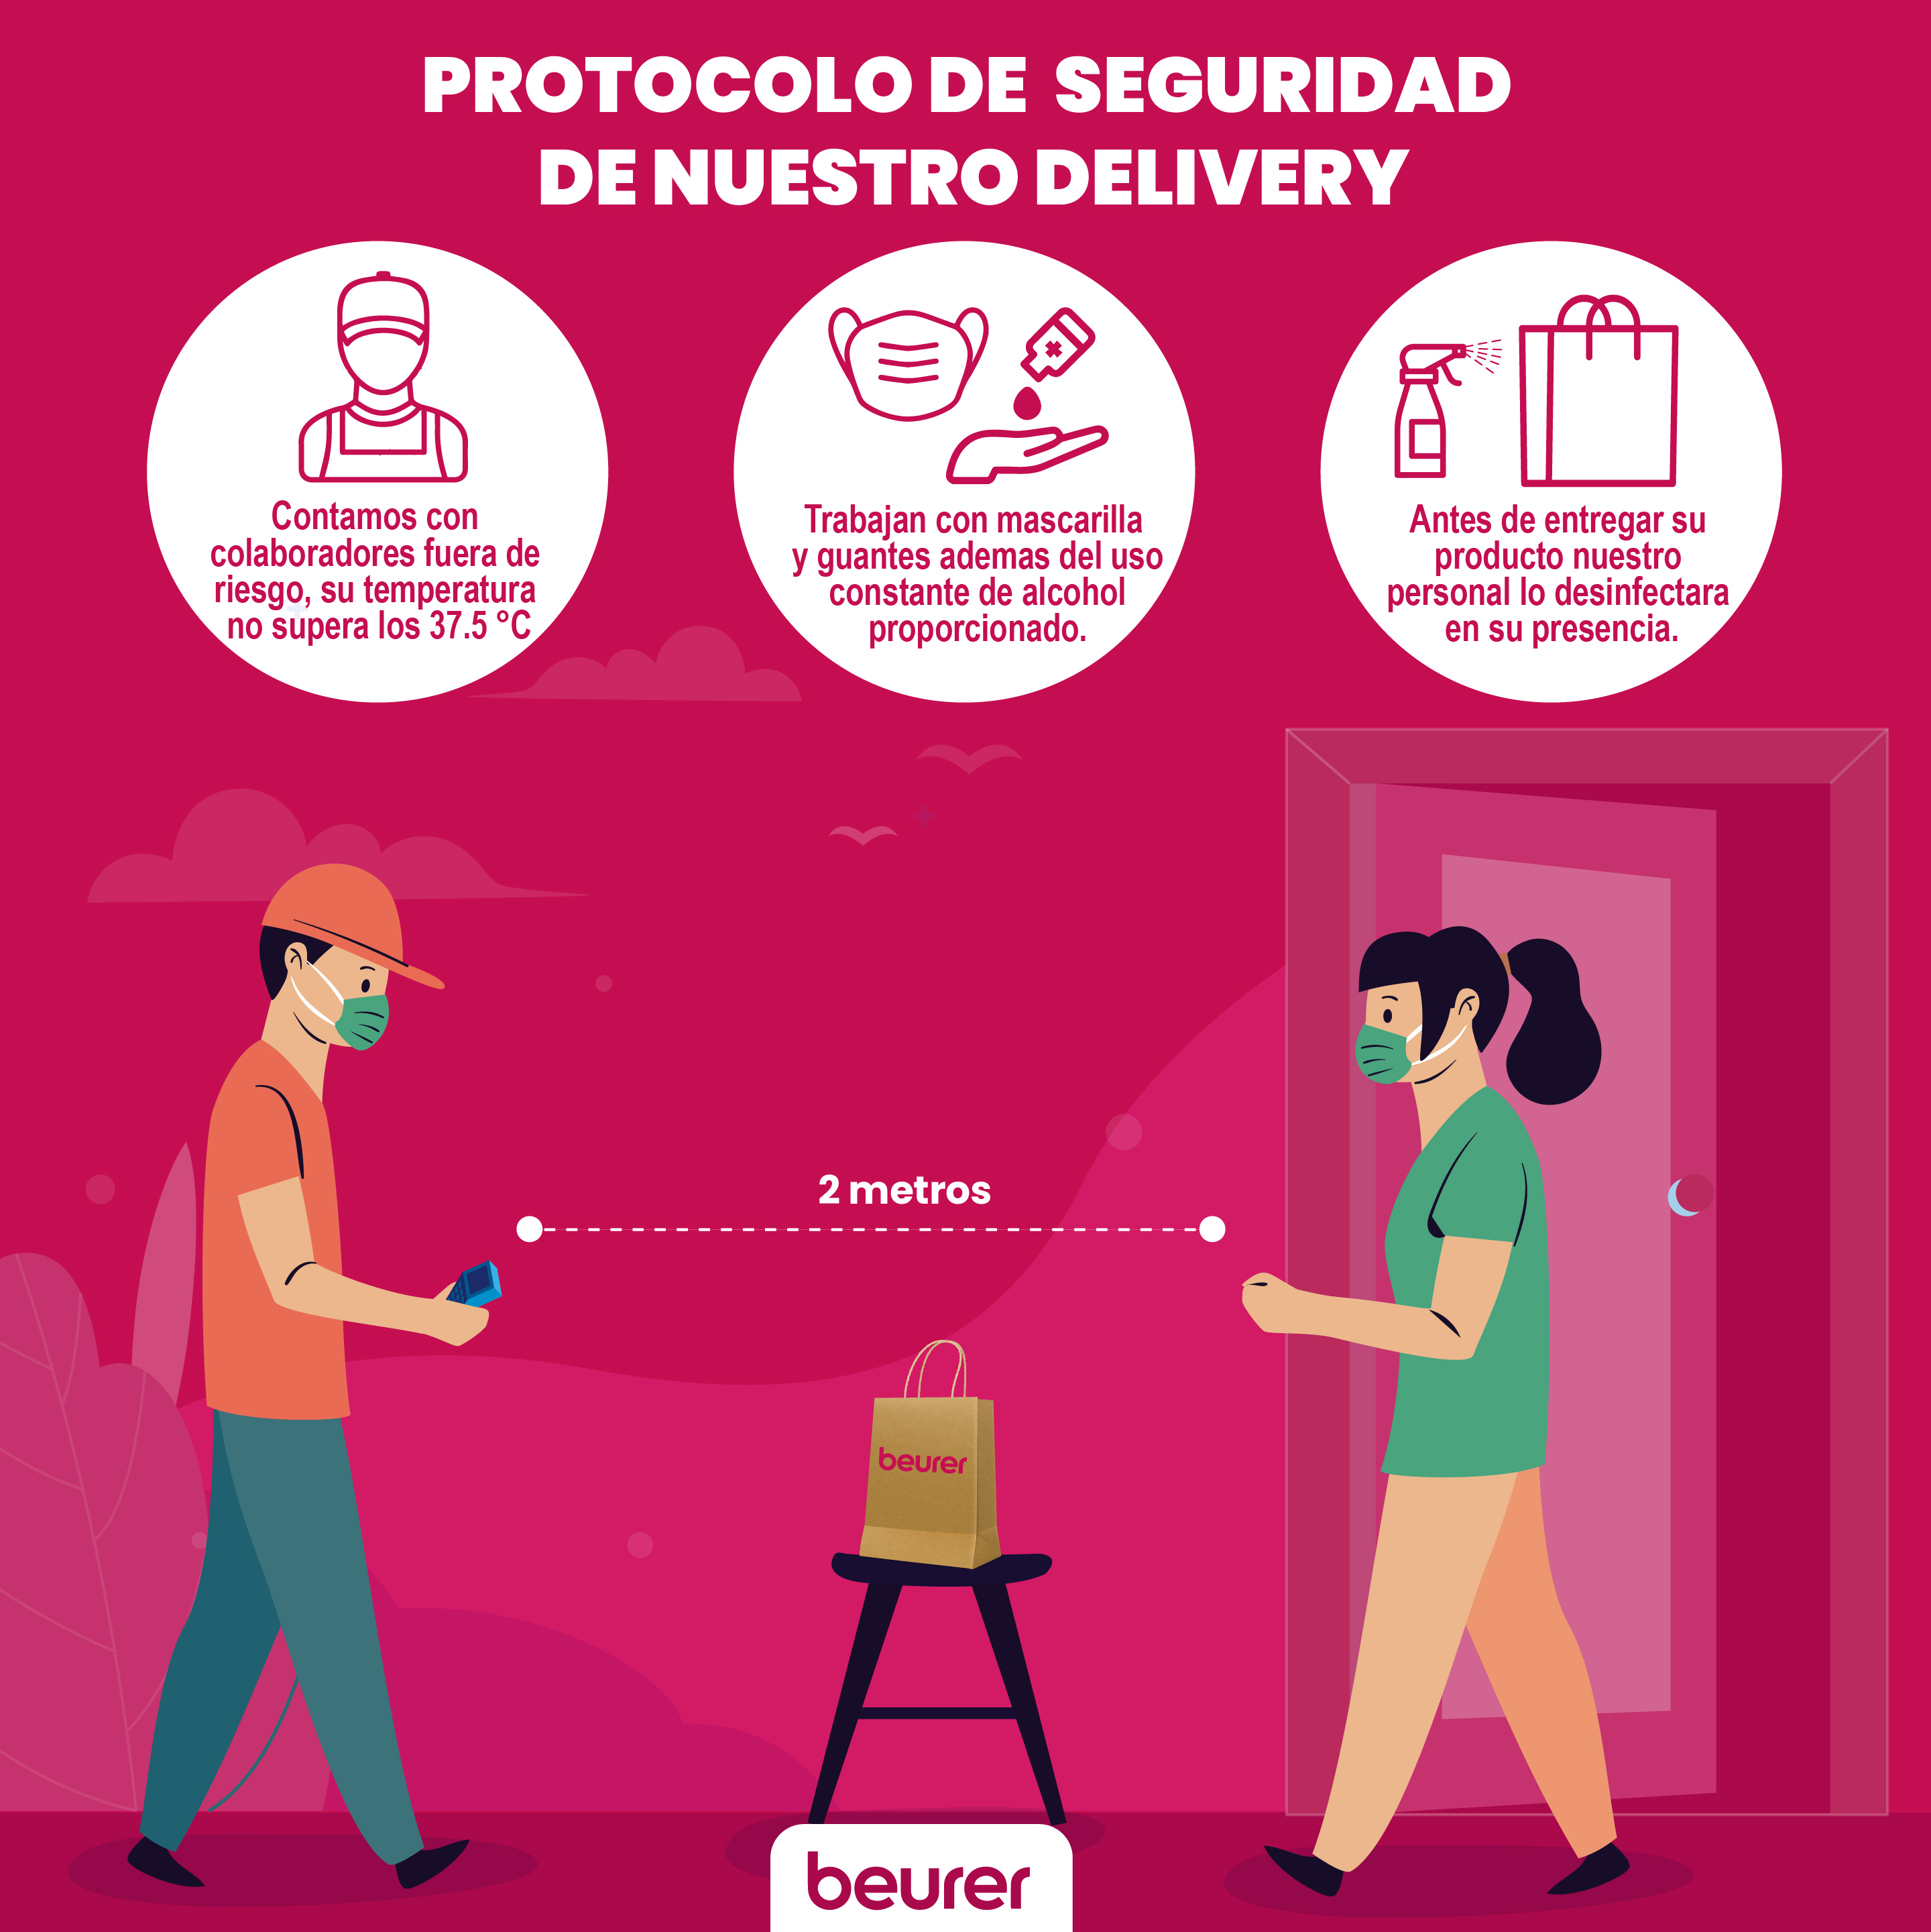 PROTOCOLO DE SEGURIDAD
DE NUESTRO DELIVERY
Contamos con
colaboradores fuera de
riesgo, su temperatura
no supera los 37.5 °C
Trabajan con mascarilla
y guantes ademas del uso
constante de alcohol
proporcionado.
Antes de entregar su
producto nuestro
personal lo desinfectara
en su presencia.
2 metros
beurer
beurer